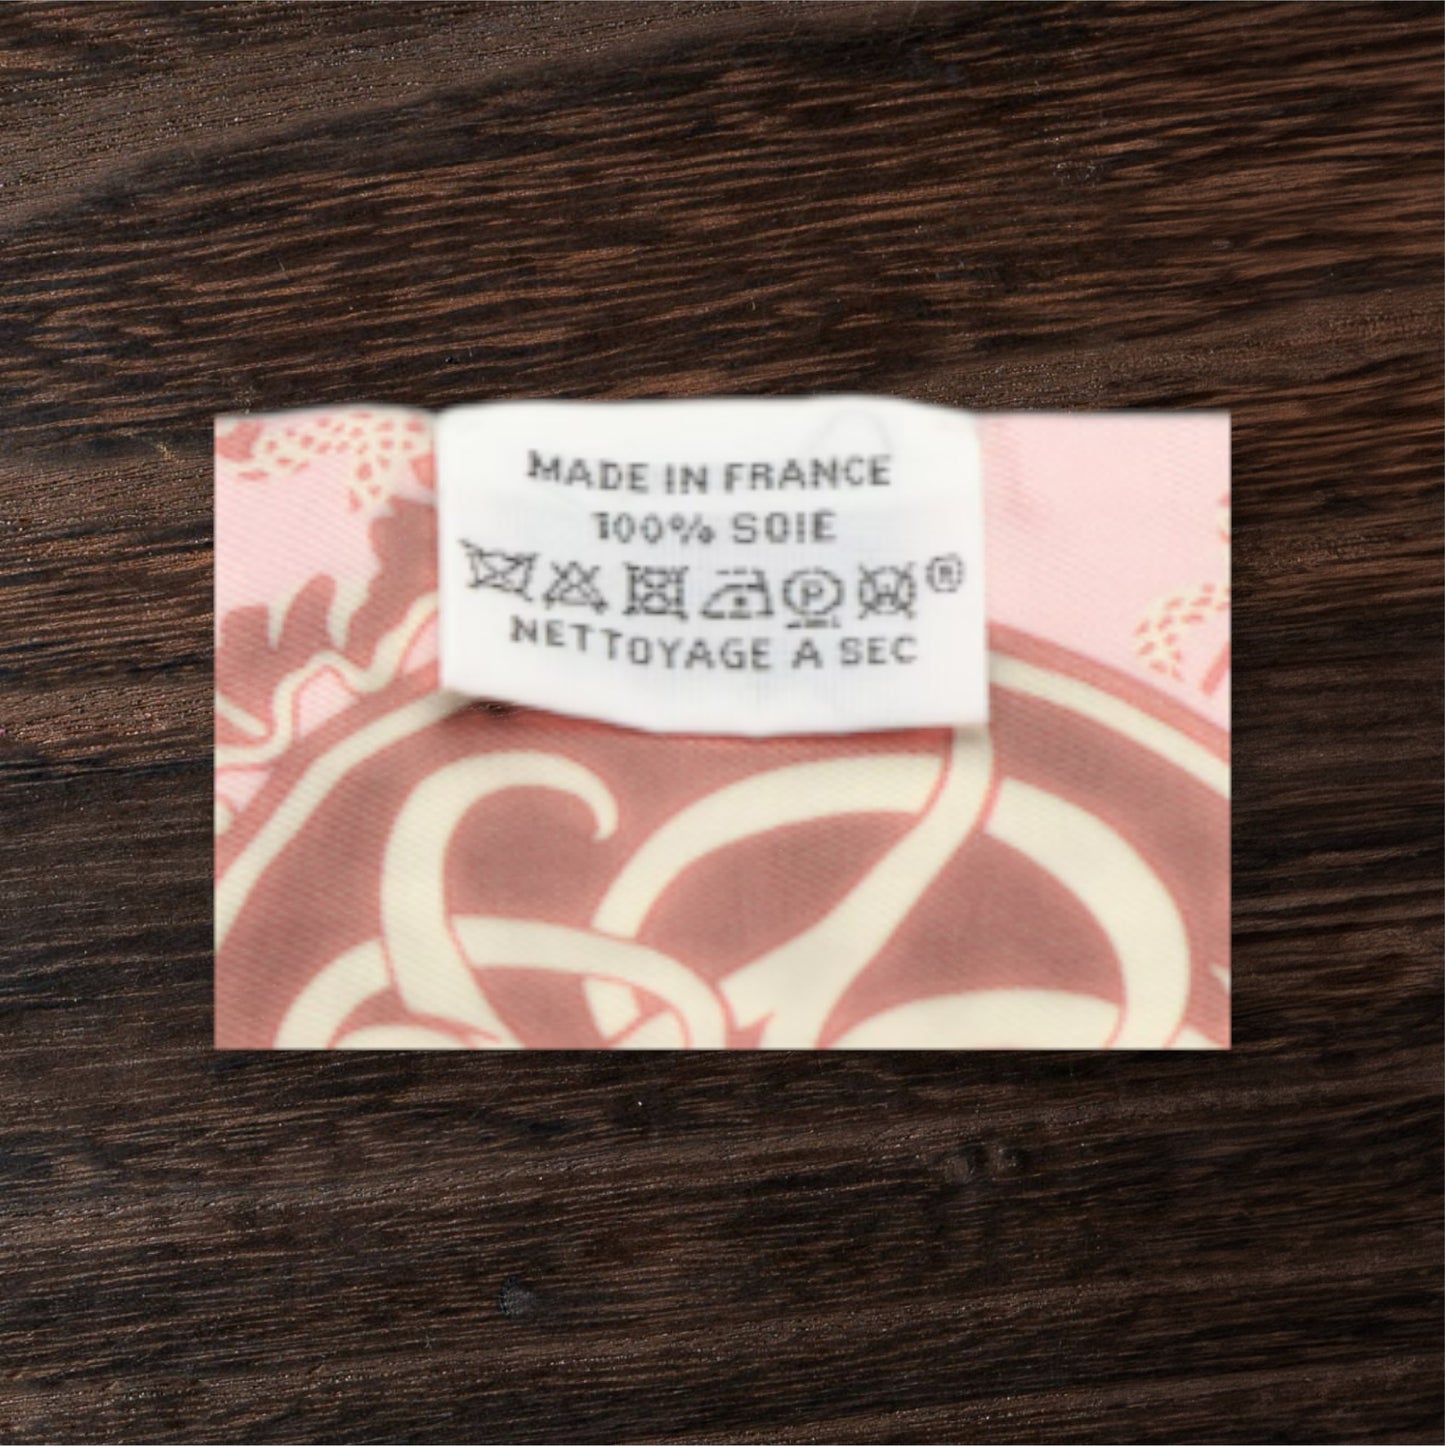 MADE IN FRANCE
100% SOIE
P W ®
NETTOYAGE A SEC